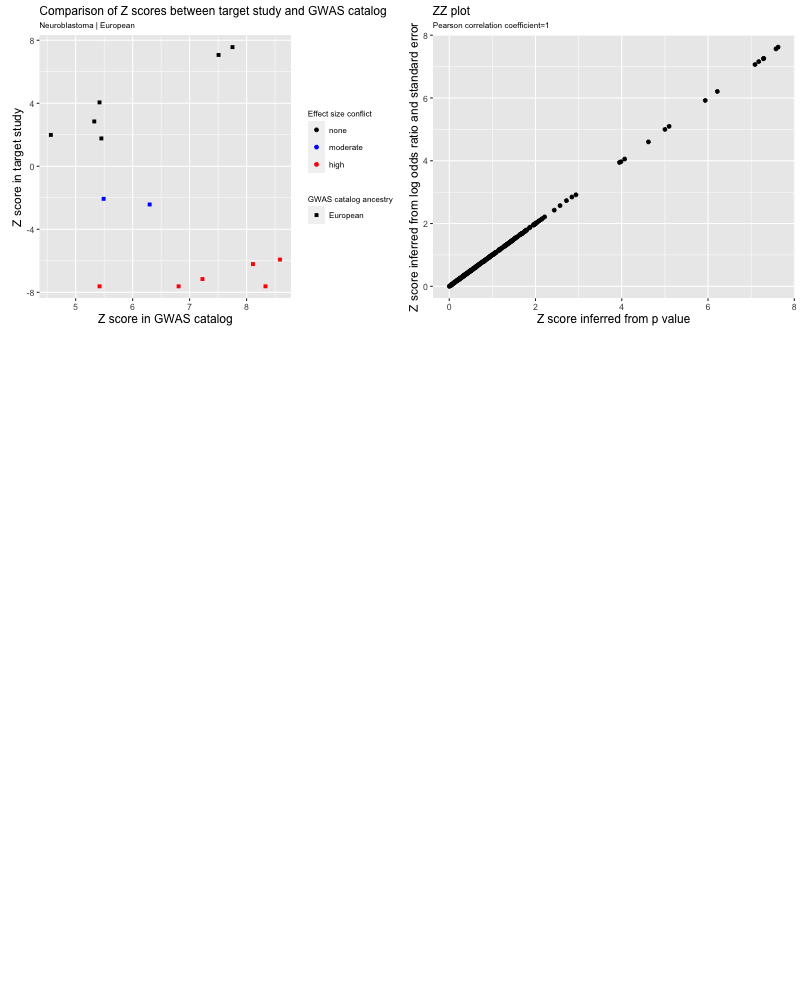 Comparison of Z scores between target study and GWAS catalog
Neuroblastoma | European
8
4
0
-4
-8
Z score in target study
5
6
7
8
Z score in GWAS catalog
Effect size conflict
none
moderate
high
GWAS catalog ancestry
European
ZZ plot
Pearson correlation coefficient=1
8
6
4
2
0
Z score inferred from log odds ratio and standard error
0
2
4
6
8
Z score inferred from p value